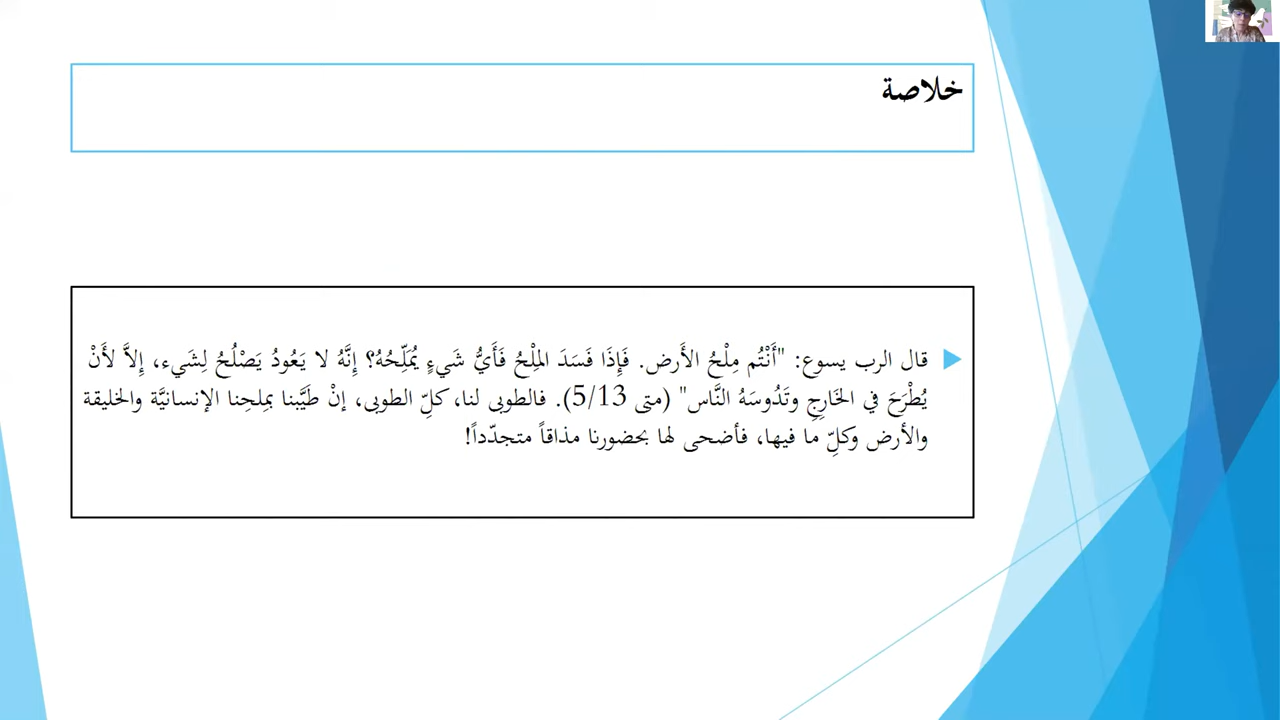 خلاصة
قال الرب يسوع: "أَنْتُم مِلْحُ الأَرض. فَإِذَا فَسَدَ المِلْحُ فَأَيُّ شَيءٍ يُمَلِّحُهُ؟ إِنَّهُ لا يَعُودُ يَصْلُحُ لِشَيء، إِلاَّ لأَنْ
يُطْرَحَ في الخَارِجِ وتَدُوسَهُ النَّاس" (متى 5/13). فالطوبى لنا، كلِّ الطوبى، إنْ طَيَّبنا بمِلحِنا الإنسانيَّة والخليقة
والأرض وكلِّ ما فيها، فأضحى لها بحضورنا مذاقاً متجدّداً!